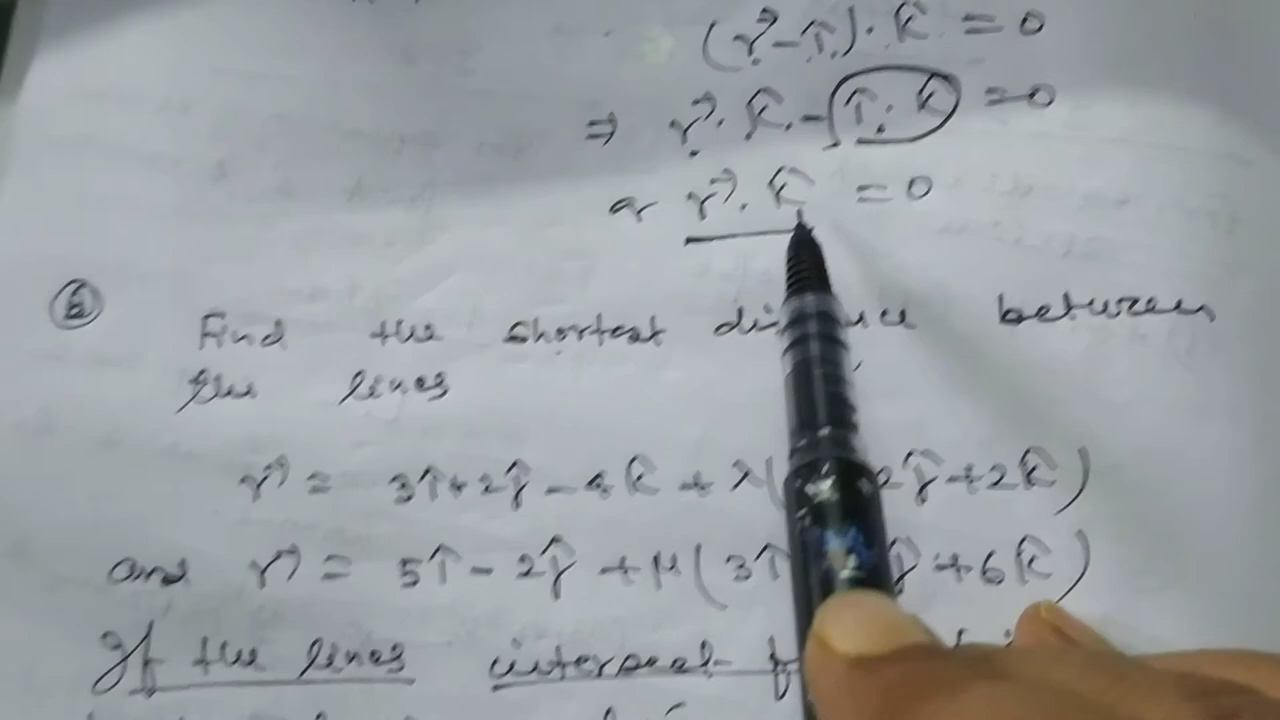 (r⃗ - î). k̂ = 0
⇒ r⃗. k̂. - î. k̂ = 0
or r⃗. k̂ = 0
6
Find the shortest between
the lines
r⃗ = 3î + 2ĵ - 4k̂ + λ( 2ĵ + 2k̂ )
and r⃗ = 5î - 2ĵ + μ( 3î ĵ + 6k̂ )
If the lines intersect